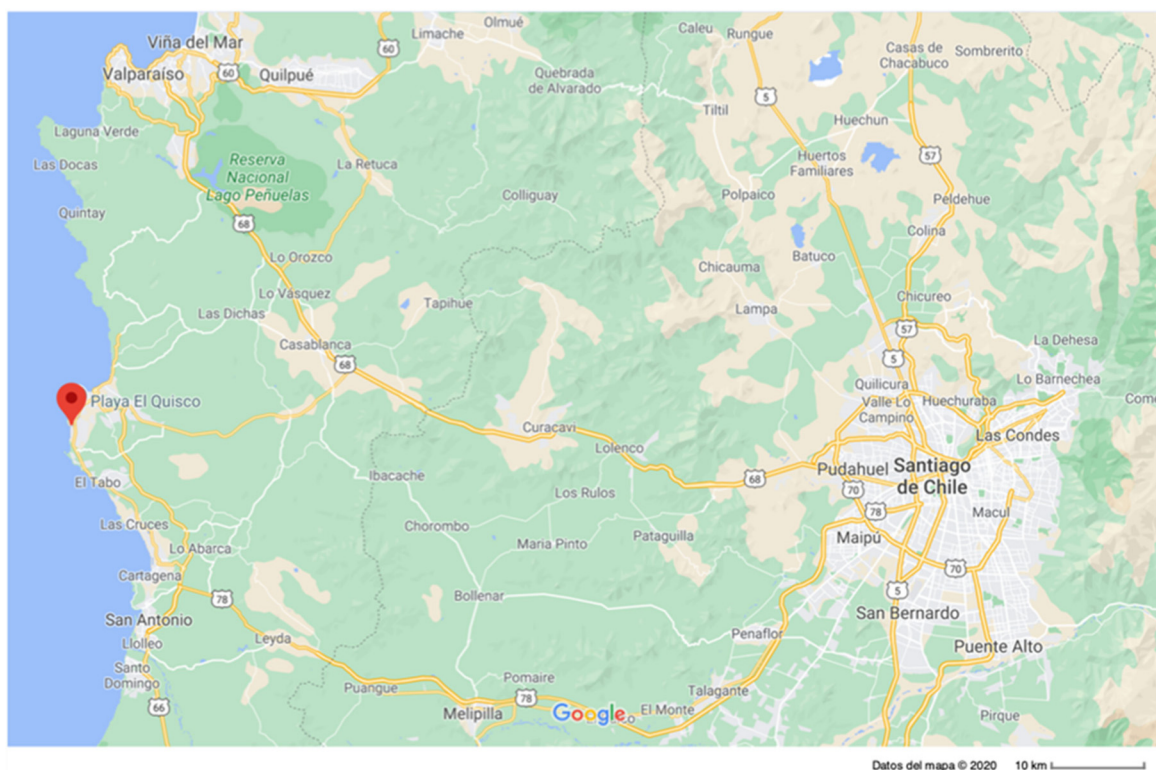 Olmué
Caleu
Rungue
Casas de
Chacabuco
Sombrerito
Limache
Viña del Mar
60
Valparaíso
60
Quilpué
Quebrada
de Alvarado
5
Tiltil
Huechun
Laguna Verde
Las Docas
Reserva
Nacional
Lago Peñuelas
La Retuca
Huertos
Familiares
57
Colliguay
Polpaico
Peldehue
Quintay
68
Colina
Lo Orozco
Batuco
Chicauma
Lo Vásquez
Tapihue
Chicureo
Las Dichas
Lampa
57
Casablanca
5
La Dehesa
68
Lo Barnechea
Quilicura
Playa El Quisco
Valle Lo
Campino
Huechuraba
Curacaví
Las Condes
Lolenco
Pudahuel
Santiago
de Chile
68
Ibacache
El Tabo
70
Los Rulos
78
Macul
Las Cruces
Chorombo
Pataguilla
Maipú
Maria Pinto
Lo Abarca
70
Cartagena
5
Bollenar
78
San Antonio
San Bernardo
Leyda
Peñaflor
Llolleo
Puente Alto
Santo
Domingo
Pomaire
Puangue
Talagante
78
66
Melipilla
Google
El Monte
Pirque
Datos del mapa © 2020 10 km